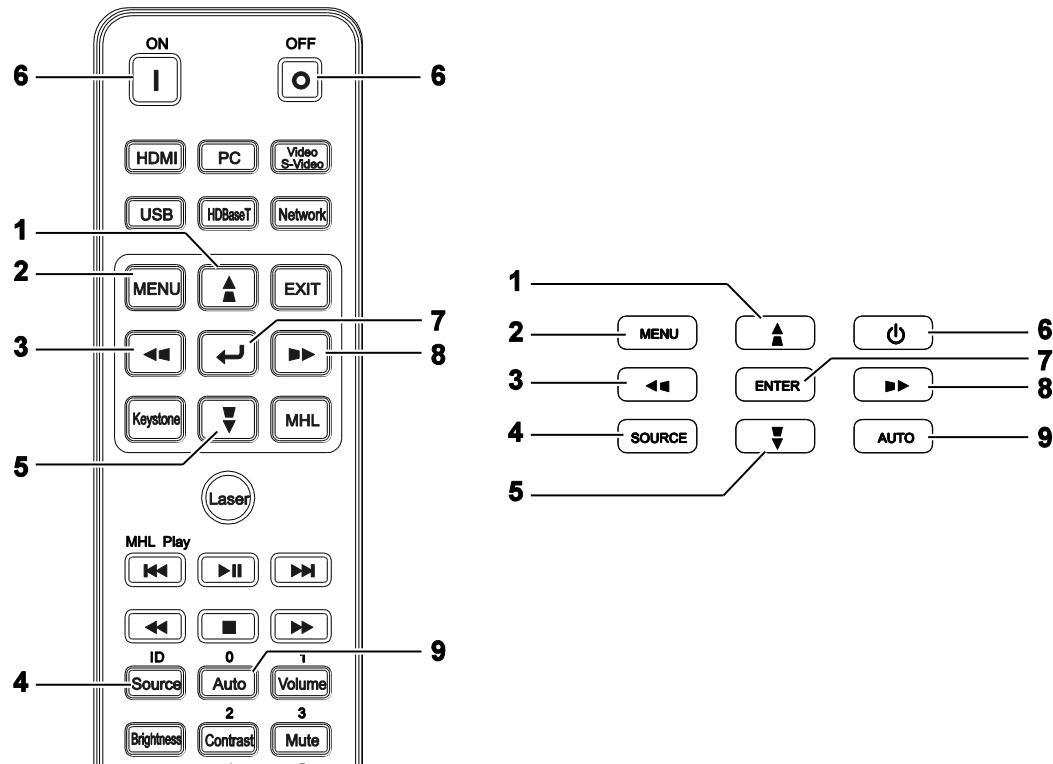 ON OFF
6 6
HDMI PC Video
S-Video
USB HDBaseT Network
1
2 MENU EXIT
7
3 8
Keystone MHL
5
Laser
MHL Play
ID 0 1
9
4 Source Auto Volume
2 3
Brightness Contrast Mute
1
2 MENU 6
7
3 ENTER 8
4 SOURCE AUTO 9
5